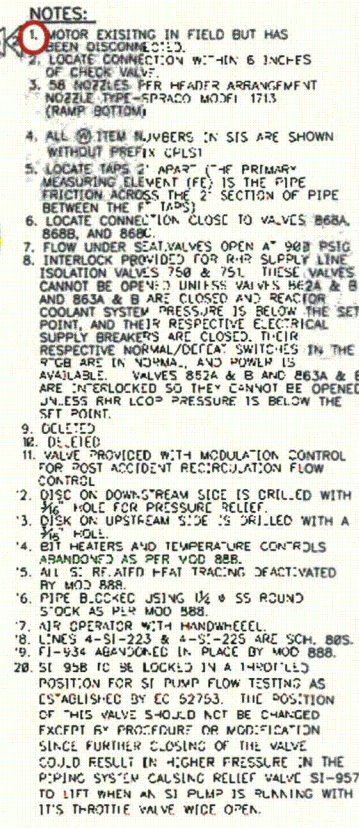 NOTES:
1. MOTOR EXISITNG IN FIELD BUT HAS
BEEN DISCONNECTED.
2. LOCATE CONNECTION WITHIN 6 INCHES
OF CHECK VALVE.
3. 58 NOZZLES PER HEADER ARRANGEMENT
NOZZLE TYPE-SPRACO MODEL 1713
(RAMP BOTTOM)
4. ALL W ITEM NUMBERS IN SIS ARE SHOWN
WITHOUT PREFIX CPLS1
5. LOCATE TAPS 2' APART (THE PRIMARY
MEASURING ELEMENT (FE) IS THE PIPE
FRICTION ACROSS THE 2' SECTION OF PIPE
BETWEEN THE TAPS)
6. LOCATE CONNECTION CLOSE TO VALVES 868A,
868B, AND 868C.
7. FLOW UNDER SEAT.VALVES OPEN AT 900 PSIG
8. INTERLOCK PROVIDED FOR RHR SUPPLY LINE
ISOLATION VALVES 750 & 751. THESE VALVES
CANNOT BE OPENED UNLESS VALVES 862A & B
AND 863A & B ARE CLOSED AND REACTOR
COOLANT SYSTEM PRESSURE IS BELOW THE SET
POINT, AND THEIR RESPECTIVE ELECTRICAL
SUPPLY BREAKERS ARE CLOSED. THEIR
RESPECTIVE NORMAL/DEFEAT SWITCHES IN THE
RTGB ARE IN NORMAL, AND POWER IS
AVAILABLE. VALVES 862A & B AND 863A & B
ARE INTERLOCKED SO THEY CANNOT BE OPENED
UNLESS RHR LOOP PRESSURE IS BELOW THE
SET POINT.
9. DELETED
10. DELETED
11. VALVE PROVIDED WITH MODULATION CONTROL
FOR POST ACCIDENT RECIRCULATION FLOW
CONTROL
12. DISC ON DOWNSTREAM SIDE IS DRILLED WITH
3/16" HOLE FOR PRESSURE RELIEF.
13. DISK ON UPSTREAM SIDE IS DRILLED WITH A
3/16" HOLE.
14. BIT HEATERS AND TEMPERATURE CONTROLS
ABANDONED AS PER MOD 888.
15. ALL SI RELATED HEAT TRACING DEACTIVATED
BY MOD 888.
16. PIPE BLOCKED USING 1½ Ø SS ROUND
STOCK AS PER MOD 888.
17. AIR OPERATOR WITH HANDWHEEEL.
18. LINES 4-SI-223 & 4-SI-225 ARE SCH. 80S.
19. FI-934 ABANDONED IN PLACE BY MOD 888.
20. SI 95B TO BE LOCKED IN A THROTTLED
POSITION FOR SI PUMP FLOW TESTING AS
ESTABLISHED BY EC 52753. THE POSITION
OF THIS VALVE SHOULD NOT BE CHANGED
EXCEPT BY PROCEDURE OR MODIFICATION
SINCE FURTHER CLOSING OF THE VALVE
COULD RESULT IN HIGHER PRESSURE IN THE
PIPING SYSTEM CAUSING RELIEF VALVE SI-957
TO LIFT WHEN AN SI PUMP IS RUNNING WITH
IT'S THROTTLE VALVE WIDE OPEN.